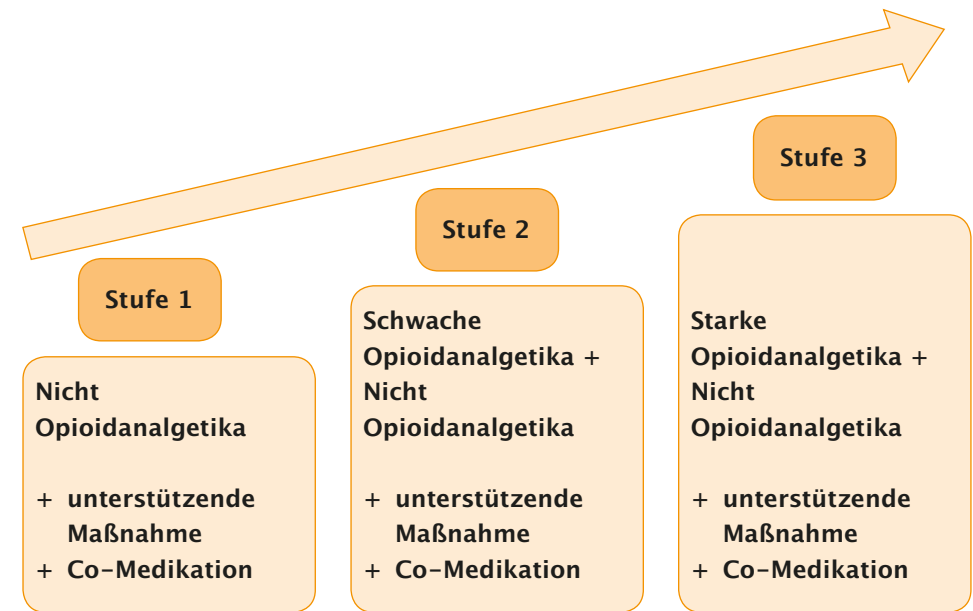 Stufe 1
Nicht
Opioidanalgetika
+ unterstützende
Maßnahme
+ Co-Medikation
Stufe 2
Schwache
Opioidanalgetika +
Nicht
Opioidanalgetika
+ unterstützende
Maßnahme
+ Co-Medikation
Stufe 3
Starke
Opioidanalgetika +
Nicht
Opioidanalgetika
+ unterstützende
Maßnahme
+ Co-Medikation